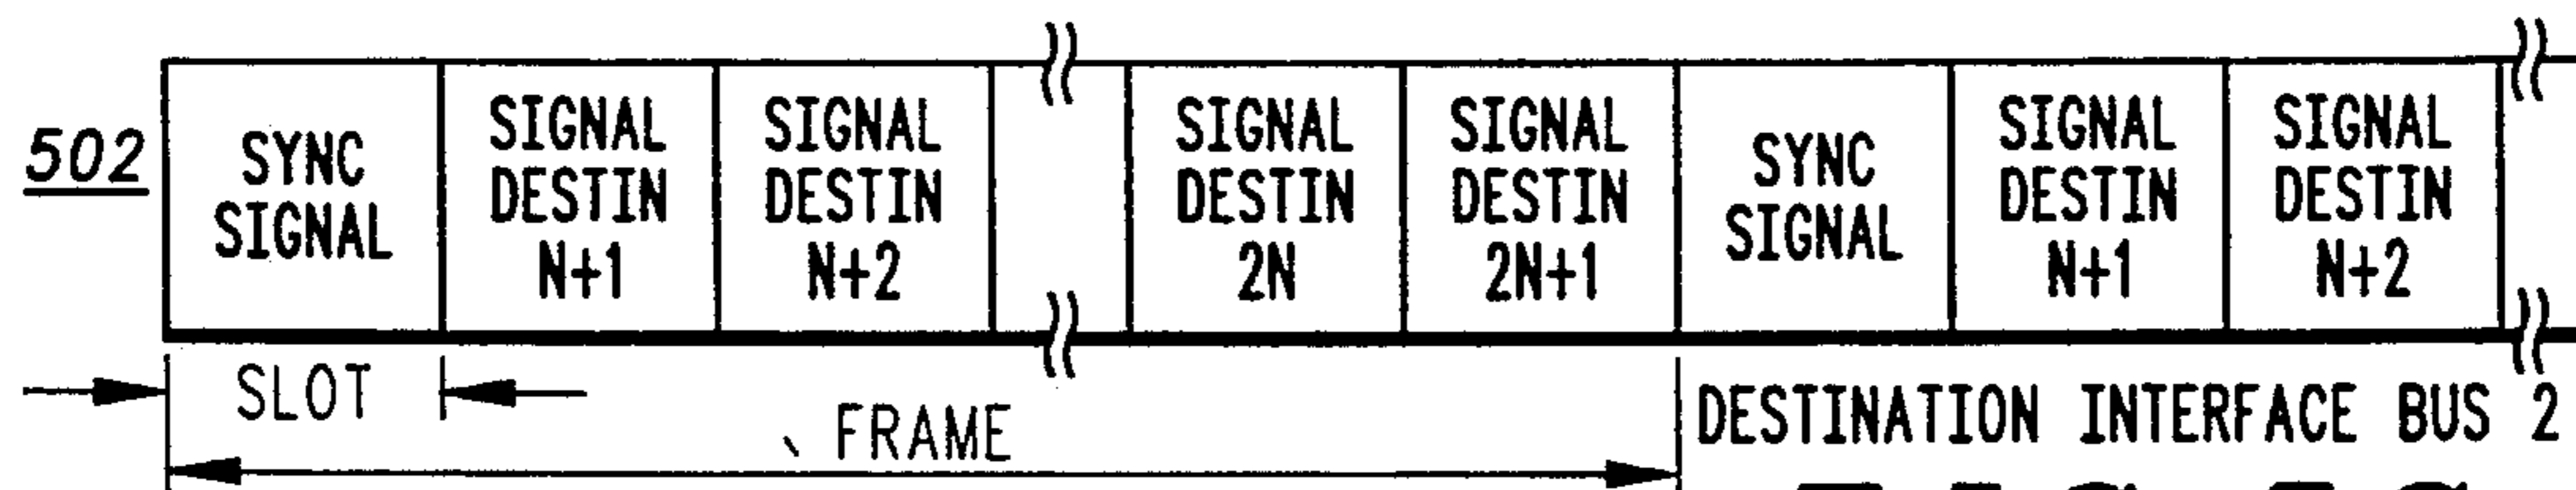 502
SYNC
SIGNAL
SIGNAL
DESTIN
N+1
SIGNAL
DESTIN
N+2
SIGNAL
DESTIN
2N
SIGNAL
DESTIN
2N+1
SYNC
SIGNAL
SIGNAL
DESTIN
N+1
SIGNAL
DESTIN
N+2
SLOT
FRAME
DESTINATION INTERFACE BUS 2